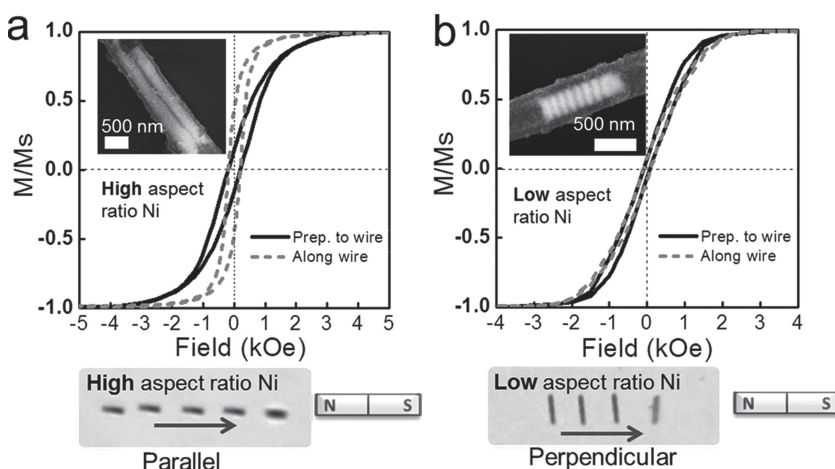 a
1.0
0.5
0.0
-0.5
-1.0
M/Ms
500 nm
High aspect
ratio Ni
Prep. to wire
Along wire
-5 -4 -3 -2 -1 0 1 2 3 4 5
Field (kOe)
High aspect ratio Ni
N S
Parallel
b
1.0
0.5
0.0
-0.5
-1.0
M/Ms
500 nm
Low aspect
ratio Ni
Prep. to wire
Along wire
-4 -3 -2 -1 0 1 2 3 4
Field (kOe)
Low aspect ratio Ni
N S
Perpendicular